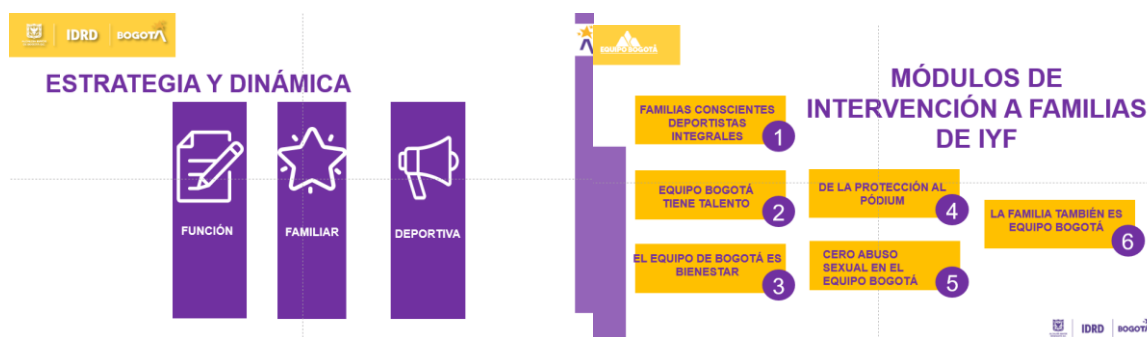 IDRD
BOGOTÁ
ESTRATEGIA Y DINÁMICA
FUNCIÓN
FAMILIAR
DEPORTIVA
EQUIPO BOGOTÁ
MÓDULOS DE
INTERVENCIÓN A FAMILIAS
DE IYF
FAMILIAS CONSCIENTES
DEPORTISTAS
INTEGRALES
1
EQUIPO BOGOTÁ
TIENE TALENTO
2
EL EQUIPO DE BOGOTÁ ES
BIENESTAR
3
DE LA PROTECCIÓN AL
PÓDIUM
4
CERO ABUSO
SEXUAL EN EL
EQUIPO BOGOTÁ
5
LA FAMILIA TAMBIÉN ES
EQUIPO BOGOTÁ
6
IDRD
BOGOTÁ